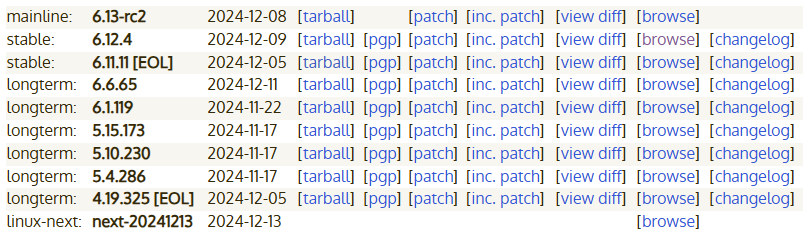 mainline: 6.13-rc2 2024-12-08 [tarball] [patch] [inc. patch] [view diff] [browse]
stable: 6.12.4 2024-12-09 [tarball] [pgp] [patch] [inc. patch] [view diff] [browse] [changelog]
stable: 6.11.11 [EOL] 2024-12-05 [tarball] [pgp] [patch] [inc. patch] [view diff] [browse] [changelog]
longterm: 6.6.65 2024-12-11 [tarball] [pgp] [patch] [inc. patch] [view diff] [browse] [changelog]
longterm: 6.1.119 2024-11-22 [tarball] [pgp] [patch] [inc. patch] [view diff] [browse] [changelog]
longterm: 5.15.173 2024-11-17 [tarball] [pgp] [patch] [inc. patch] [view diff] [browse] [changelog]
longterm: 5.10.230 2024-11-17 [tarball] [pgp] [patch] [inc. patch] [view diff] [browse] [changelog]
longterm: 5.4.286 2024-11-17 [tarball] [pgp] [patch] [inc. patch] [view diff] [browse] [changelog]
longterm: 4.19.325 [EOL] 2024-12-05 [tarball] [pgp] [patch] [inc. patch] [view diff] [browse] [changelog]
linux-next: next-20241213 2024-12-13 [browse]